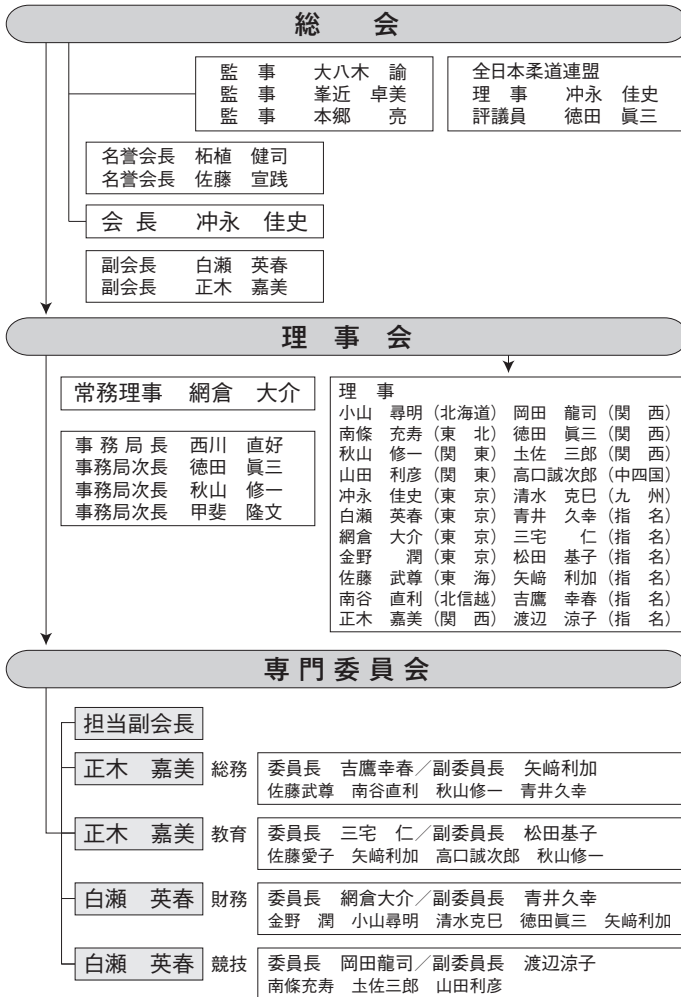 総会
監事 大八木 諭
監事 峯近 卓美
監事 本郷 亮
全日本柔道連盟
理事 冲永 佳史
評議員 徳田 眞三
名誉会長 柘植 健司
名誉会長 佐藤 宣践
会長 冲永 佳史
副会長 白瀬 英春
副会長 正木 嘉美
理事会
常務理事 網倉 大介
事務局長 西川 直好
事務局次長 徳田 眞三
事務局次長 秋山 修一
事務局次長 甲斐 隆文
理事
小山 尋明（北海道） 岡田 龍司（関西）
南條 充寿（東北） 徳田 眞三（関西）
秋山 修一（関東） 圡佐 三郎（関西）
山田 利彦（関東） 高口誠次郎（中四国）
冲永 佳史（東京） 清水 克巳（九州）
白瀬 英春（東京） 青井 久幸（指名）
網倉 大介（東京） 三宅 仁（指名）
金野 潤（東京） 松田 基子（指名）
佐藤 武尊（東海） 矢﨑 利加（指名）
南谷 直利（北信越） 吉鷹 幸春（指名）
正木 嘉美（関西） 渡辺 涼子（指名）
専門委員会
担当副会長
正木 嘉美 総務 委員長 吉鷹幸春／副委員長 矢﨑利加
佐藤武尊 南谷直利 秋山修一 青井久幸
正木 嘉美 教育 委員長 三宅 仁／副委員長 松田基子
佐藤愛子 矢﨑利加 高口誠次郎 秋山修一
白瀬 英春 財務 委員長 網倉大介／副委員長 青井久幸
金野 潤 小山尋明 清水克巳 徳田眞三 矢﨑利加
白瀬 英春 競技 委員長 岡田龍司／副委員長 渡辺涼子
南條充寿 圡佐三郎 山田利彦